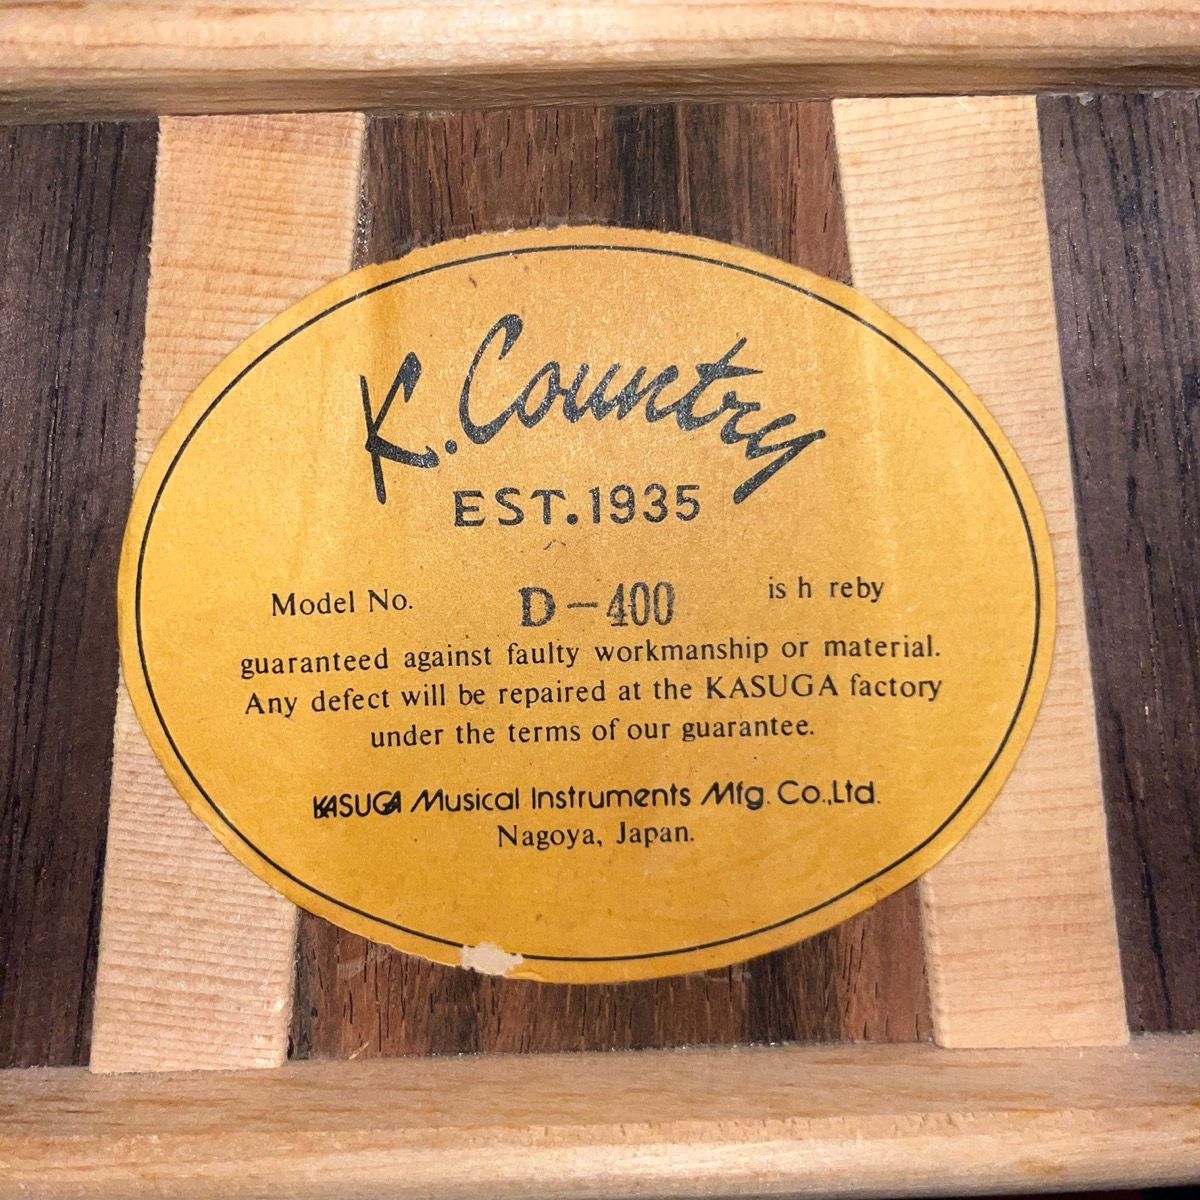 K. Country
EST. 1935
Model No. D-400 is h reby
guaranteed against faulty workmanship or material.
Any defect will be repaired at the KASUGA factory
under the terms of our guarantee.
KASUGA Musical Instruments Mfg. Co.,Ltd.
Nagoya, Japan.